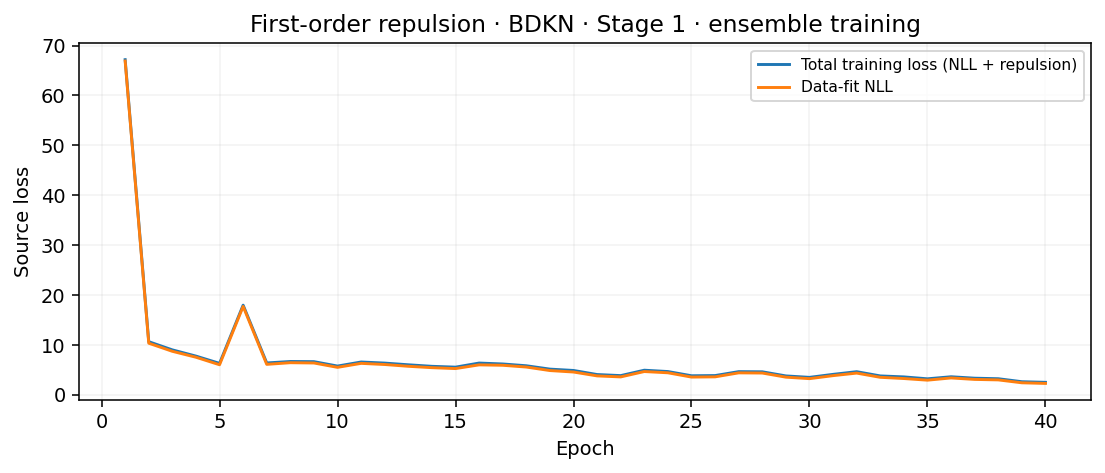 First-order repulsion · BDKN · Stage 1 · ensemble training
Total training loss (NLL + repulsion)
Data-fit NLL
Source loss
70
60
50
40
30
20
10
0
0 5 10 15 20 25 30 35 40
Epoch